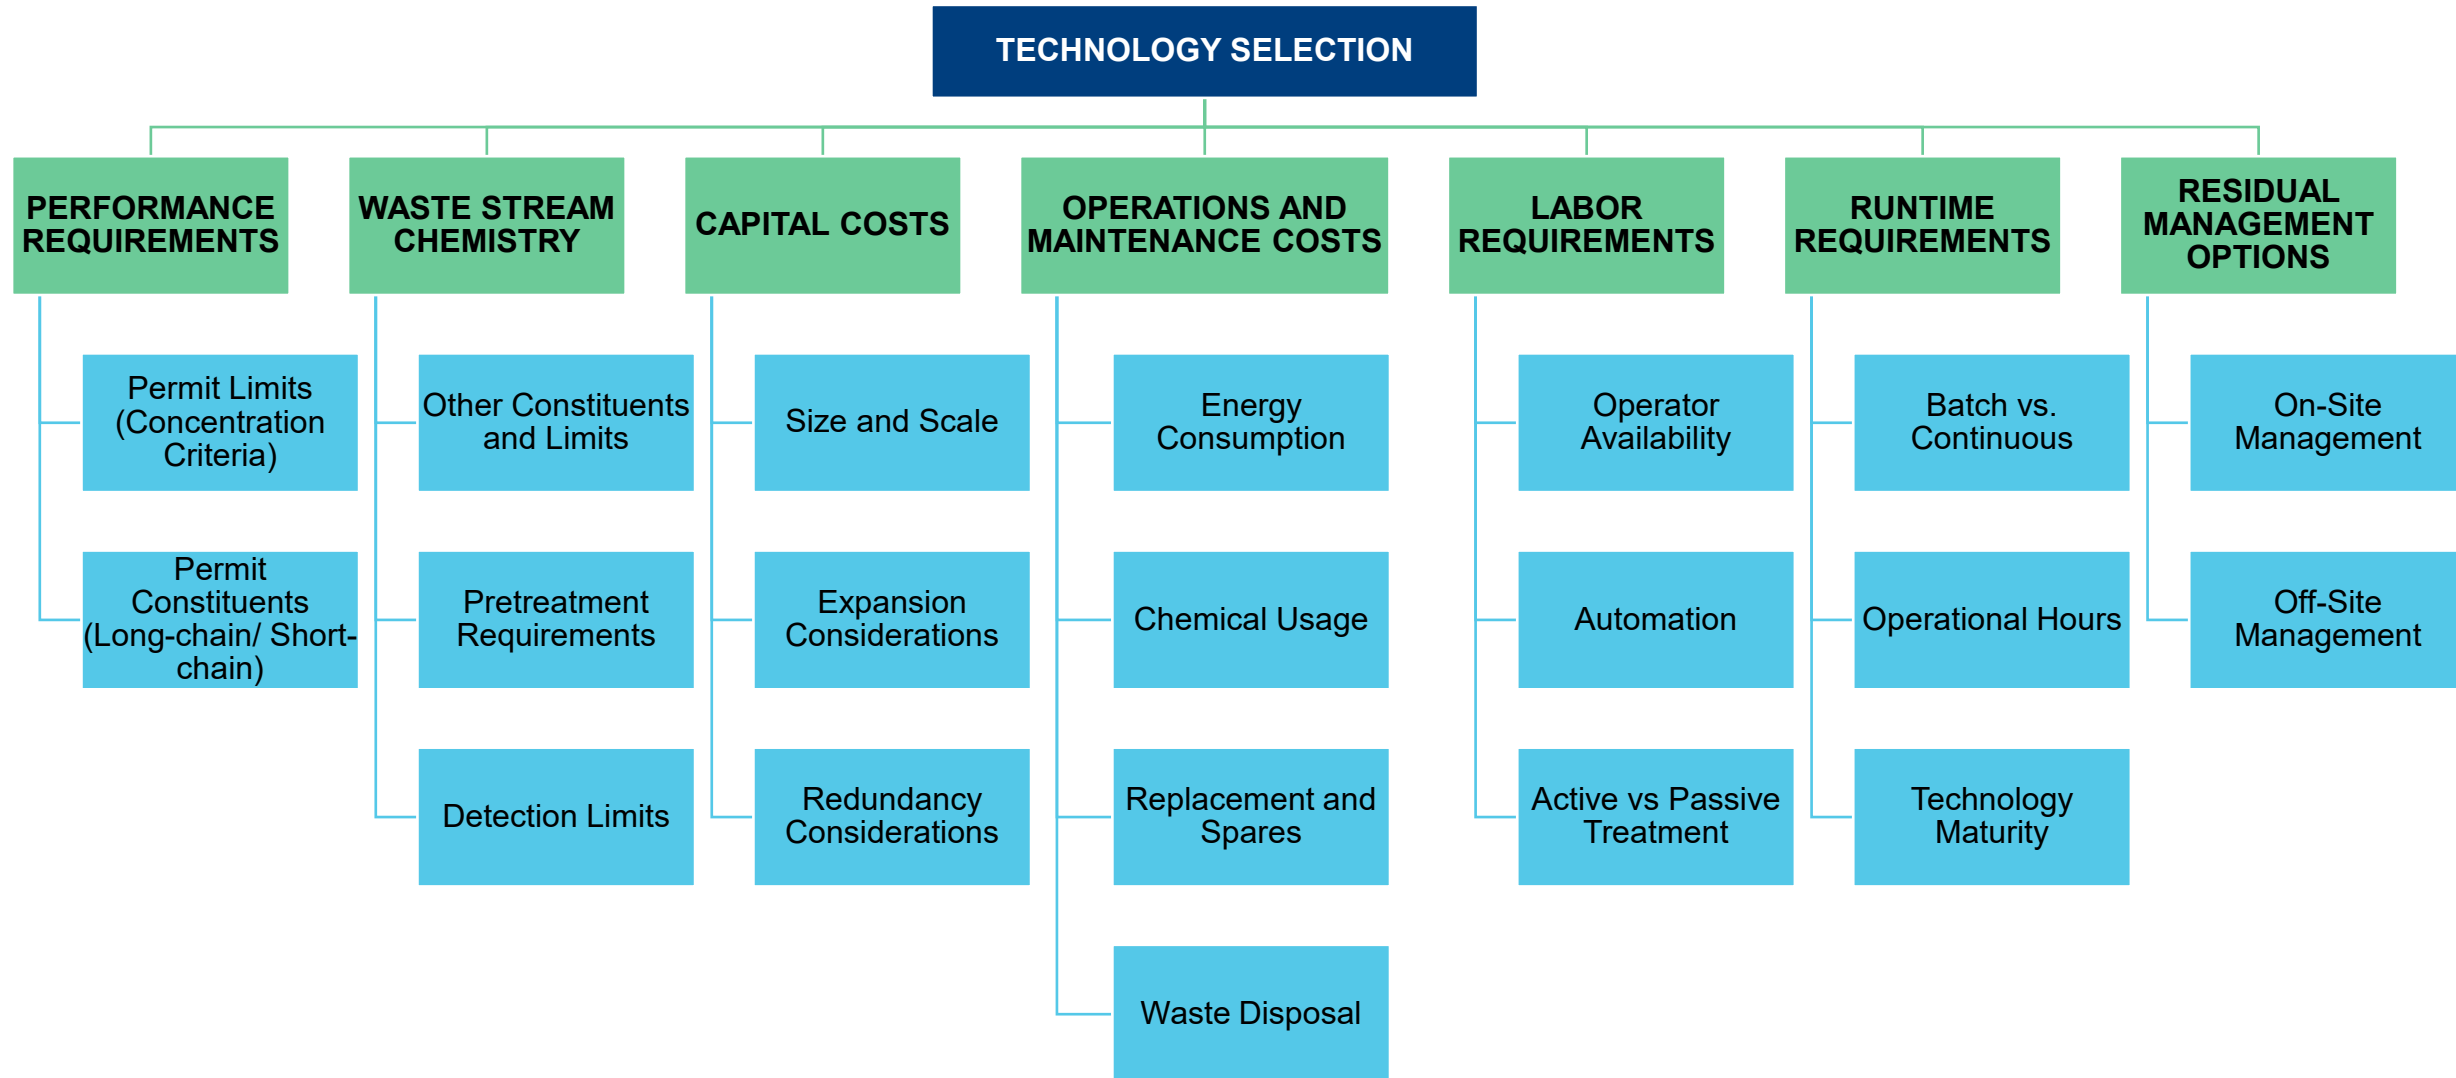 TECHNOLOGY SELECTION
PERFORMANCE
REQUIREMENTS
Permit Limits
(Concentration
Criteria)
Permit
Constituents
(Long-chain/ Short-
chain)
WASTE STREAM
CHEMISTRY
Other Constituents
and Limits
Pretreatment
Requirements
Detection Limits
CAPITAL COSTS
Size and Scale
Expansion
Considerations
Redundancy
Considerations
OPERATIONS AND
MAINTENANCE COSTS
Energy
Consumption
Chemical Usage
Replacement and
Spares
Waste Disposal
LABOR
REQUIREMENTS
Operator
Availability
Automation
Active vs Passive
Treatment
RUNTIME
REQUIREMENTS
Batch vs.
Continuous
Operational Hours
Technology
Maturity
RESIDUAL
MANAGEMENT
OPTIONS
On-Site
Management
Off-Site
Management